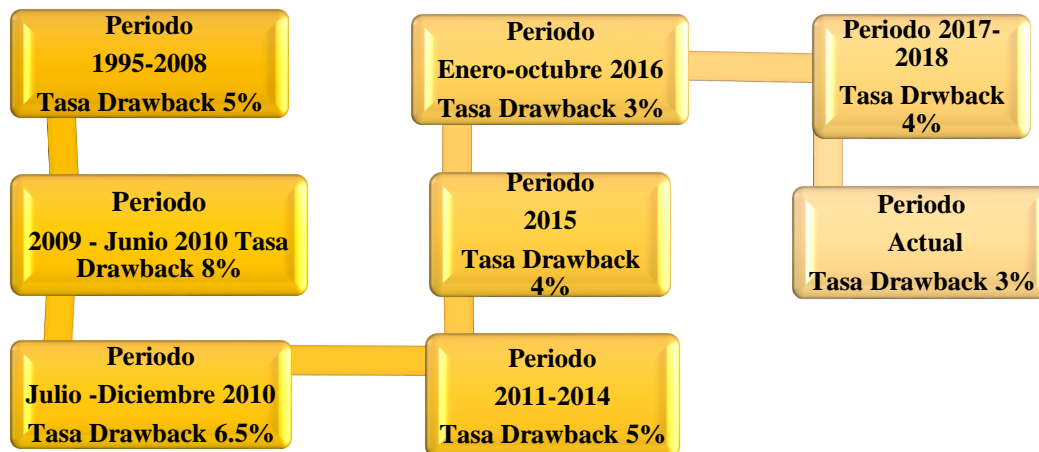 Periodo
1995-2008
Tasa Drawback 5%
Periodo
2009 - Junio 2010 Tasa
Drawback 8%
Periodo
Julio -Diciembre 2010
Tasa Drawback 6.5%
Periodo
2011-2014
Tasa Drawback 5%
Periodo
2015
Tasa Drawback
4%
Periodo
Enero-octubre 2016
Tasa Drawback 3%
Periodo 2017-
2018
Tasa Drwback
4%
Periodo
Actual
Tasa Drawback 3%